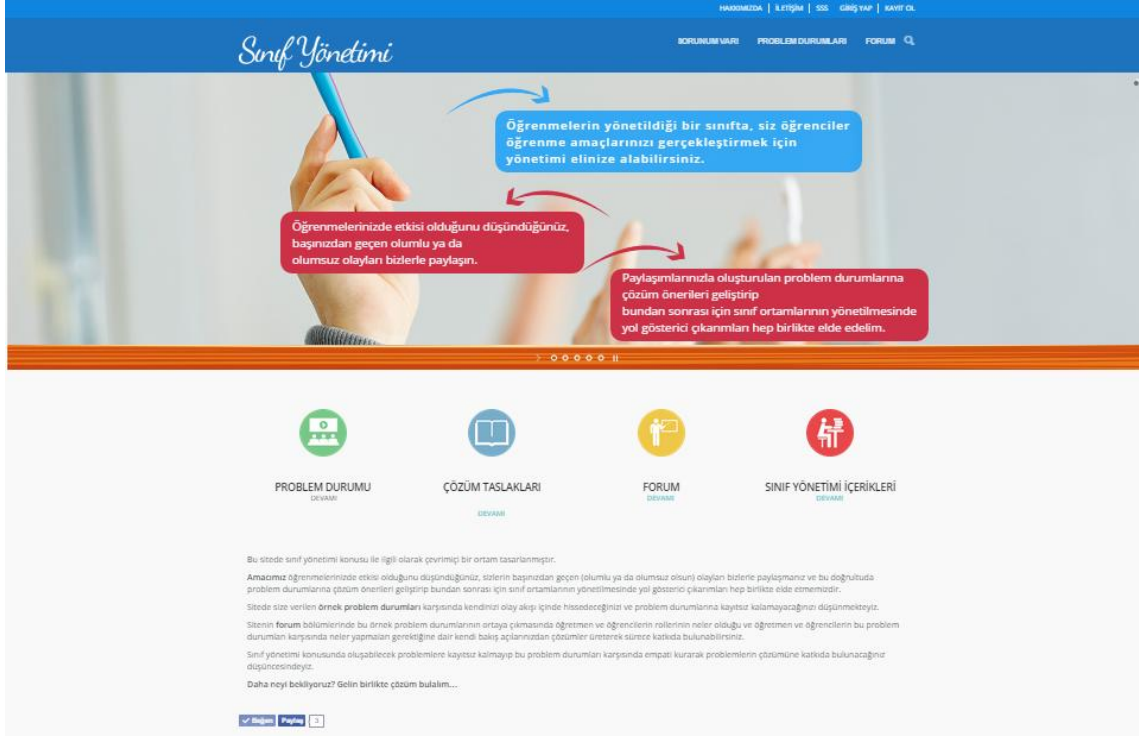 HAKKIMIZDA | İLETİŞİM | SSS GİRİŞ YAP | KAYIT OL
Sınıf Yönetimi
SORUNUM VAR! PROBLEM DURUMLARI FORUM
Öğrenmelerin yönetildiği bir sınıfta, siz öğrenciler
öğrenme amaçlarınızı gerçekleştirmek için
yönetimi elinize alabilirsiniz.
Öğrenmelerinizde etkisi olduğunu düşündüğünüz,
başınızdan geçen olumlu ya da
olumsuz olayları bizlerle paylaşın.
Paylaşımlarınızla oluşturulan problem durumlarına
çözüm önerileri geliştirip
bundan sonrası için sınıf ortamlarının yönetilmesinde
yol gösterici çıkarımları hep birlikte elde edelim.
PROBLEM DURUMU
DEVAMI
ÇÖZÜM TASLAKLARI
DEVAMI
FORUM
DEVAMI
SINIF YÖNETİMİ İÇERİKLERİ
DEVAMI
Bu sitede sınıf yönetimi konusu ile ilgili olarak çevrimiçi bir ortam tasarlanmıştır.
Amacımız öğrenmelerinizde etkisi olduğunu düşündüğünüz, sizlerin başınızdan geçen (olumlu ya da olumsuz olsun) olayları bizlerle paylaşmanız ve bu doğrultuda
problem durumlarına çözüm önerileri geliştirip bundan sonrası için sınıf ortamlarının yönetilmesinde yol gösterici çıkarımları hep birlikte elde etmemizdir.
Sitede size verilen örnek problem durumları karşısında kendinizi olay akışı içinde hissedeceğinizi ve problem durumlarına kayıtsız kalamayacağınızı düşünmekteyiz.
Sitenin forum bölümlerinde bu örnek problem durumlarının ortaya çıkmasında öğretmen ve öğrencilerin rollerinin neler olduğu ve öğretmen ve öğrencilerin bu problem
durumları karşısında neler yapmaları gerektiğine dair kendi bakış açılarınızdan çözümler üreterek sürece katkıda bulunabilirsiniz.
Sınıf yönetimi konusunda oluşabilecek problemlere kayıtsız kalmayıp bu problem durumları karşısında empati kurarak problemlerin çözümüne katkıda bulunacağınız
düşüncesindeyiz.
Daha neyi bekliyoruz? Gelin birlikte çözüm bulalım....
Beğen Paylaş 3